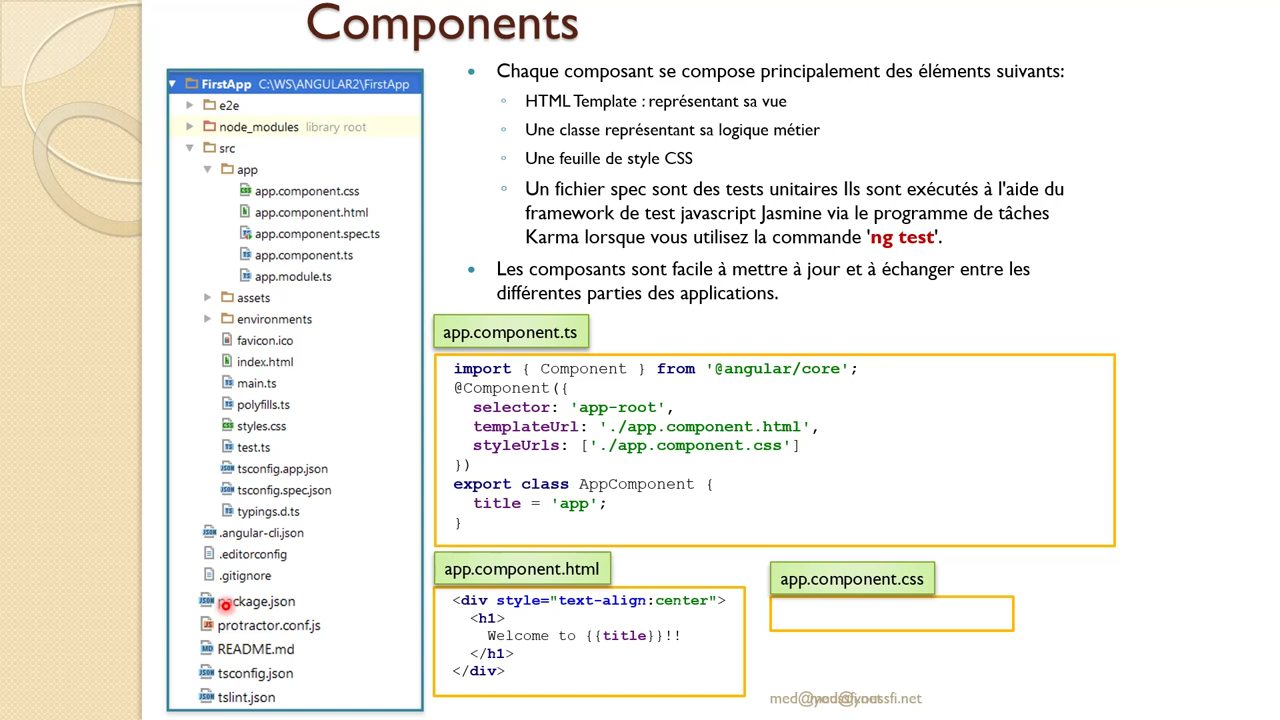 Components
FirstApp C:\WS\ANGULAR2\FirstApp
e2e
node_modules library root
src
app
app.component.css
app.component.html
app.component.spec.ts
app.component.ts
app.module.ts
assets
environments
favicon.ico
index.html
main.ts
polyfills.ts
styles.css
test.ts
tsconfig.app.json
tsconfig.spec.json
typings.d.ts
.angular-cli.json
.editorconfig
.gitignore
package.json
protractor.conf.js
README.md
tsconfig.json
tslint.json
• Chaque composant se compose principalement des éléments suivants:
◦ HTML Template : représentant sa vue
◦ Une classe représentant sa logique métier
◦ Une feuille de style CSS
◦ Un fichier spec sont des tests unitaires Ils sont exécutés à l'aide du
framework de test javascript Jasmine via le programme de tâches
Karma lorsque vous utilisez la commande 'ng test'.
• Les composants sont facile à mettre à jour et à échanger entre les
différentes parties des applications.
app.component.ts
import { Component } from '@angular/core';
@Component({
selector: 'app-root',
templateUrl: './app.component.html',
styleUrls: ['./app.component.css']
})
export class AppComponent {
title = 'app';
}
app.component.html
<div style="text-align:center">
<h1>
Welcome to {{title}}!!
</h1>
</div>
app.component.css